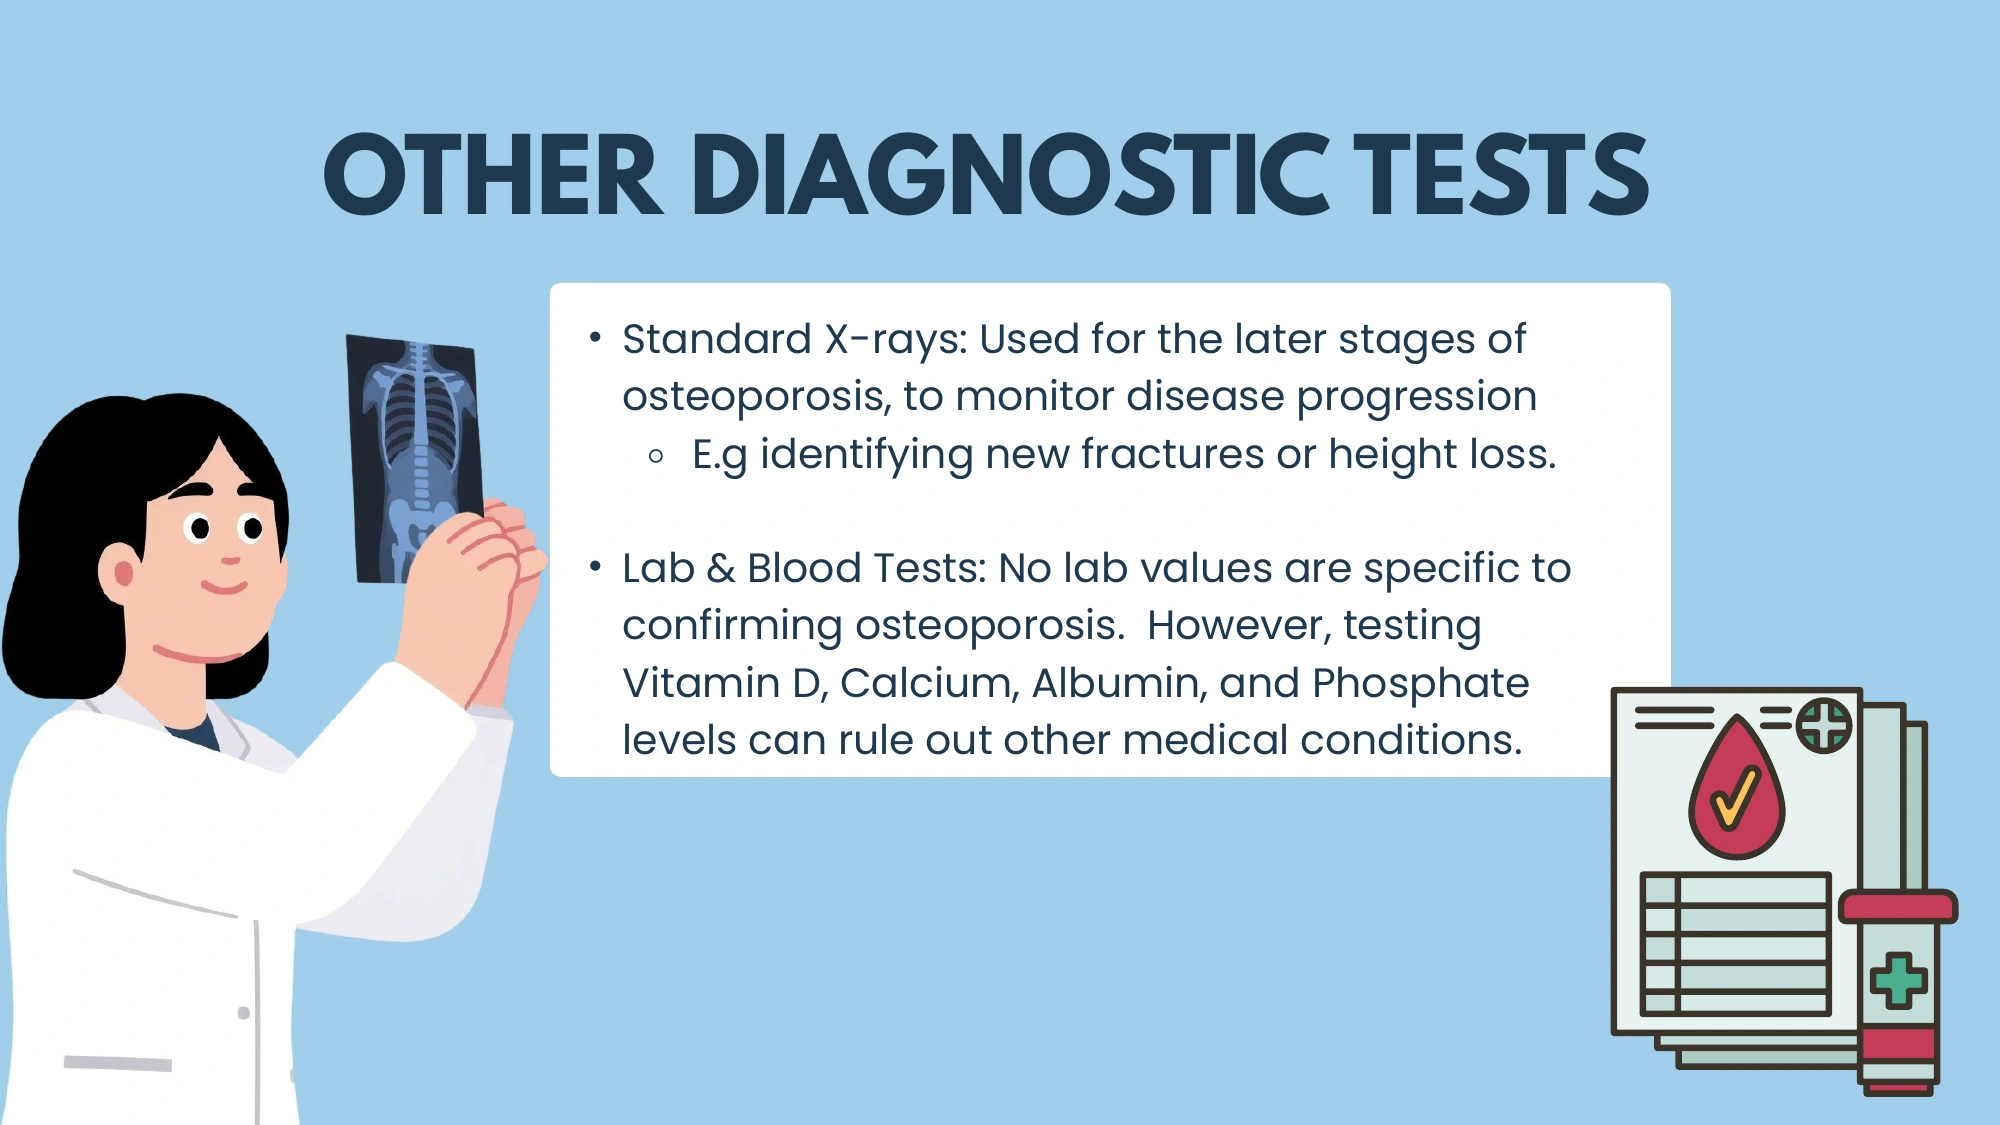 OTHER DIAGNOSTIC TESTS
• Standard X-rays: Used for the later stages of
osteoporosis, to monitor disease progression
◦ E.g identifying new fractures or height loss.
• Lab & Blood Tests: No lab values are specific to
confirming osteoporosis.  However, testing
Vitamin D, Calcium, Albumin, and Phosphate
levels can rule out other medical conditions.